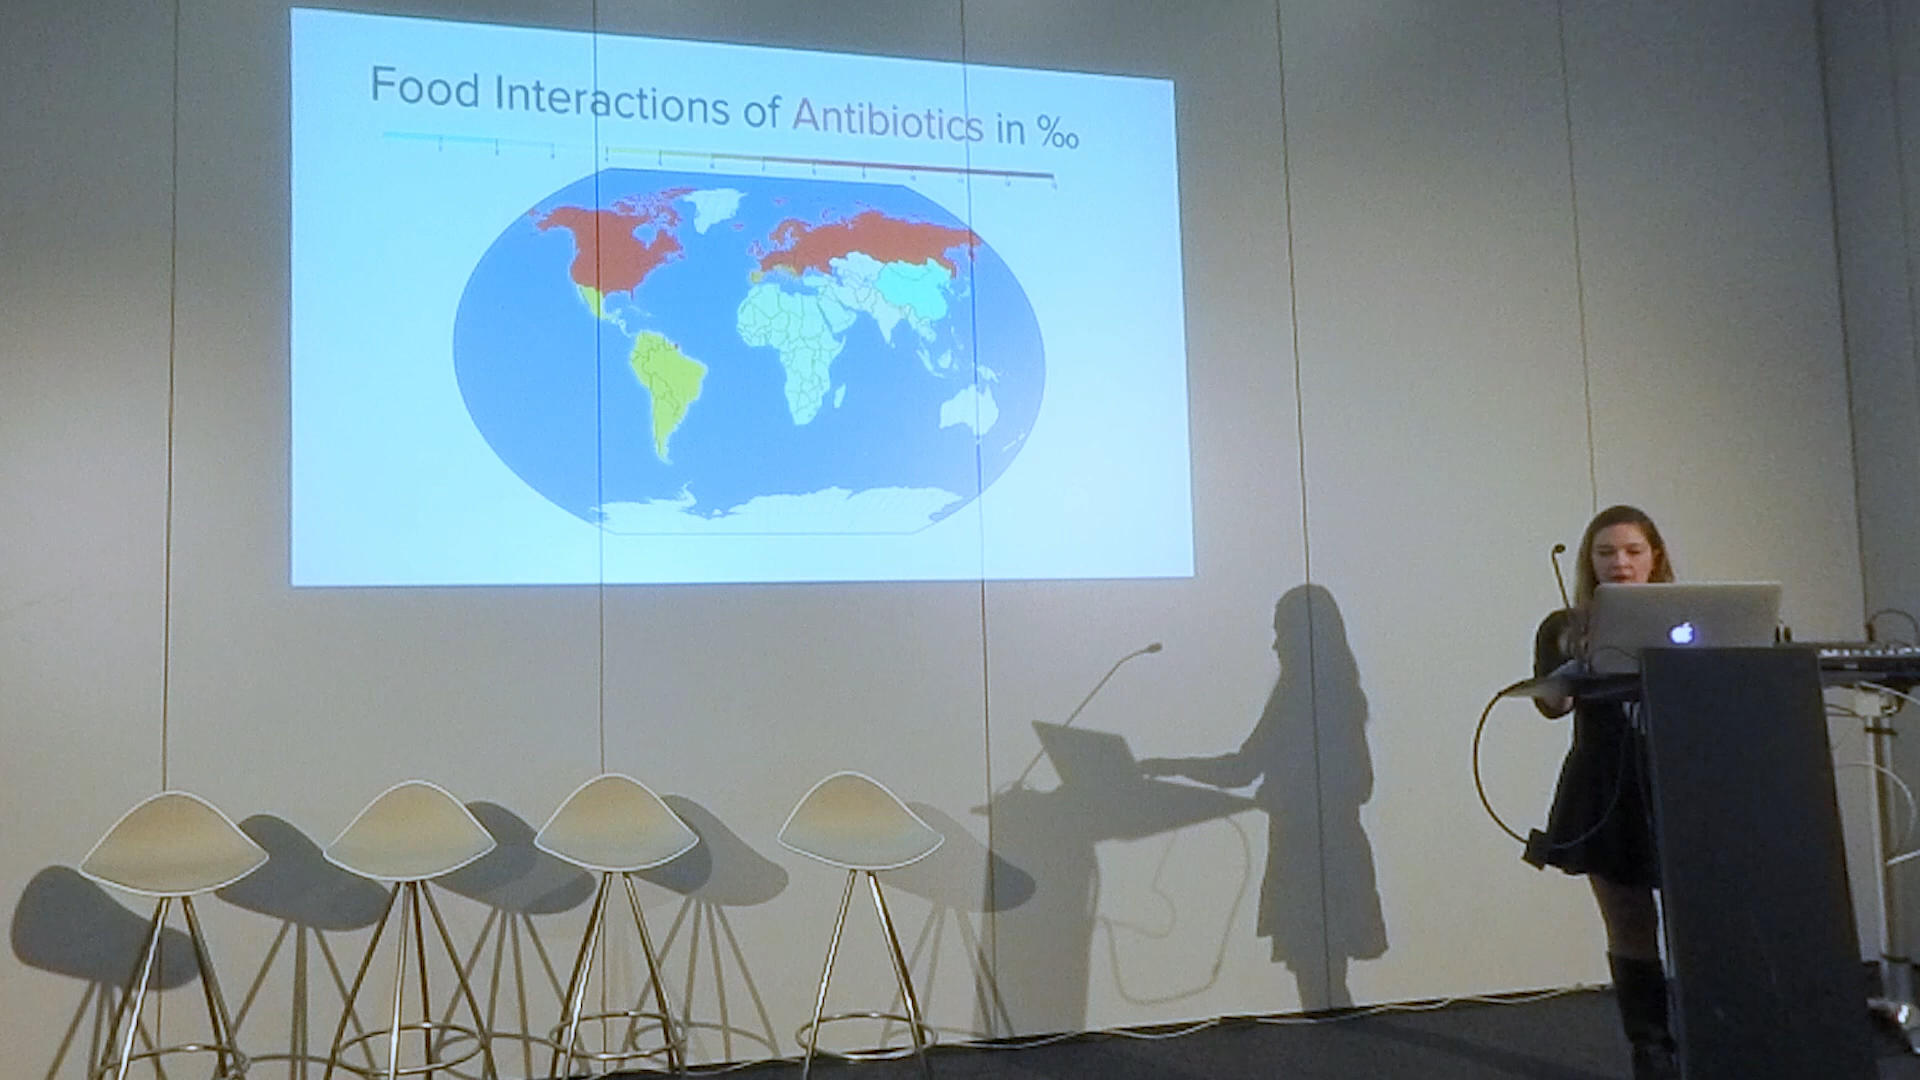 Food Interactions of Antibiotics in ‰